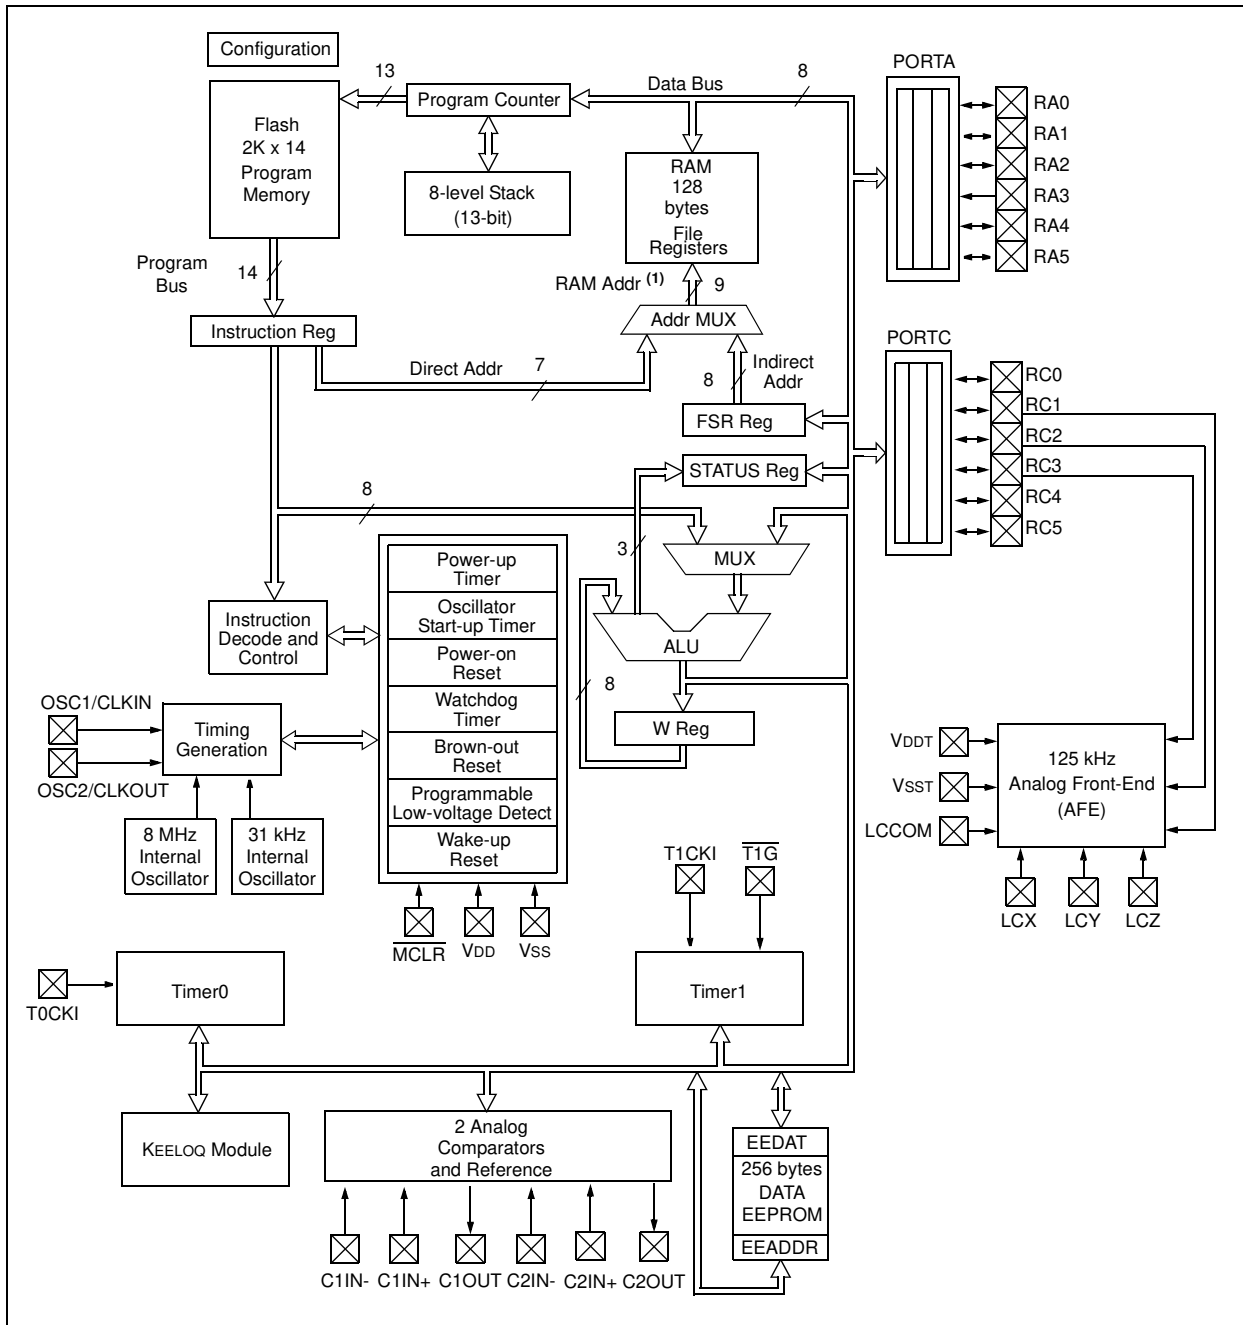 Configuration
13
Program Counter
Data Bus
8
PORTA
Flash
2K x 14
Program
Memory
8-level Stack
(13-bit)
RAM
128
bytes
File
Registers
RA0
RA1
RA2
RA3
RA4
RA5
Program
Bus
14
RAM Addr (1)
9
Instruction Reg
Addr MUX
Direct Addr
7
8
Indirect
Addr
FSR Reg
STATUS Reg
PORTC
RC0
RC1
RC2
RC3
RC4
RC5
8
3
MUX
Power-up
Timer
Oscillator
Start-up Timer
Power-on
Reset
Watchdog
Timer
Brown-out
Reset
Programmable
Low-voltage Detect
Wake-up
Reset
Instruction
Decode and
Control
ALU
8
W Reg
OSC1/CLKIN
OSC2/CLKOUT
Timing
Generation
8 MHz
Internal
Oscillator
31 kHz
Internal
Oscillator
MCLR
VDD
VSS
T1CKI
T1G
VDDT
VSST
LCCOM
125 kHz
Analog Front-End
(AFE)
LCX
LCY
LCZ
T0CKI
Timer0
Timer1
KEELOQ Module
2 Analog
Comparators
and Reference
EEDAT
256 bytes
DATA
EEPROM
EEADDR
C1IN-
C1IN+
C1OUT
C2IN-
C2IN+
C2OUT